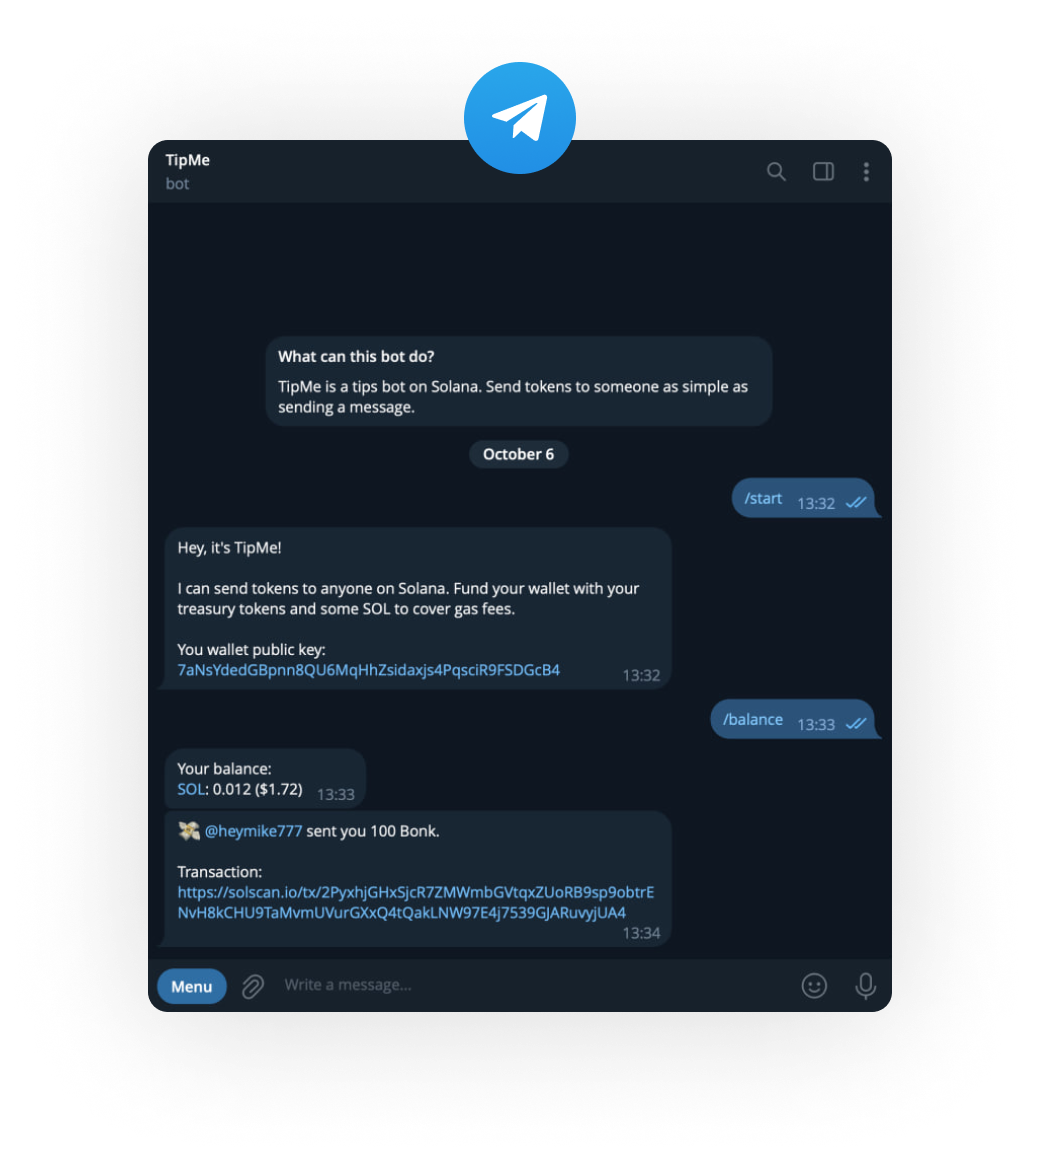 TipMe
bot
What can this bot do?
TipMe is a tips bot on Solana. Send tokens to someone as simple as
sending a message.
October 6
/start 13:32
Hey, it's TipMe!
I can send tokens to anyone on Solana. Fund your wallet with your
treasury tokens and some SOL to cover gas fees.
You wallet public key:
7aNsYdedGBpnn8QU6MqHhZsidaxjs4PqsciR9FSDGcB4 13:32
/balance 13:33
Your balance:
SOL: 0.012 ($1.72) 13:33
💸 @heymike777 sent you 100 Bonk.
Transaction:
https://solscan.io/tx/2PyxhjGHxSjcR7ZMWmbGVtqxZUoRB9sp9obtrE
NvH8kCHU9TaMvmUVurGXxQ4tQakLNW97E4j7539GJARuvyjUA4
13:34
Menu Write a message...